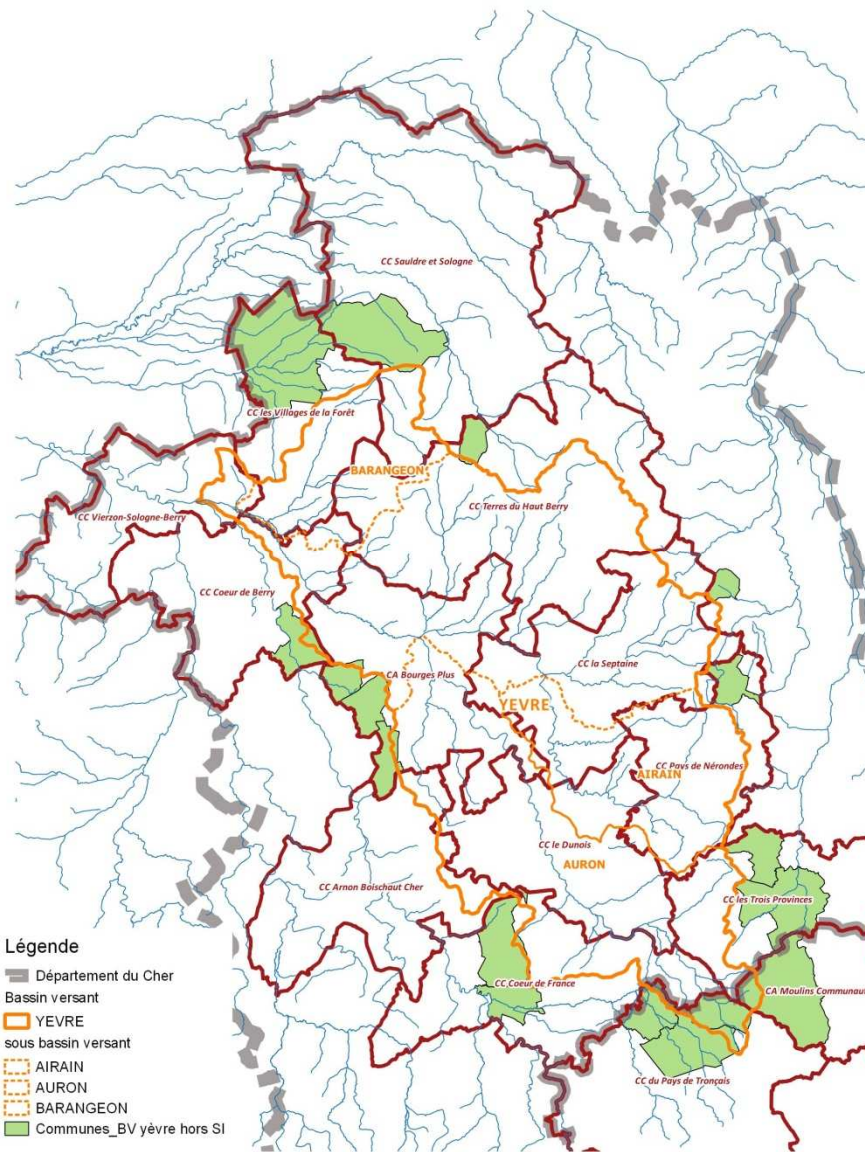 CC Sauldre et Sologne
CC les Villages de la Forêt
BARANGEON
CC Vierzon-Sologne-Berry
CC Terres du Haut Berry
CC Coeur de Berry
CC la Septaine
CA Bourges Plus
YEVRE
CC Pays de Nérondes
AIRAIN
CC le Dunois
AURON
CC Arnon Boischaut Cher
CC les Trois Provinces
CC Coeur de France
CA Moulins Communaut
CC du Pays de Tronçais
Légende
Département du Cher
Bassin versant
YEVRE
sous bassin versant
AIRAIN
AURON
BARANGEON
Communes_BV yèvre hors SI